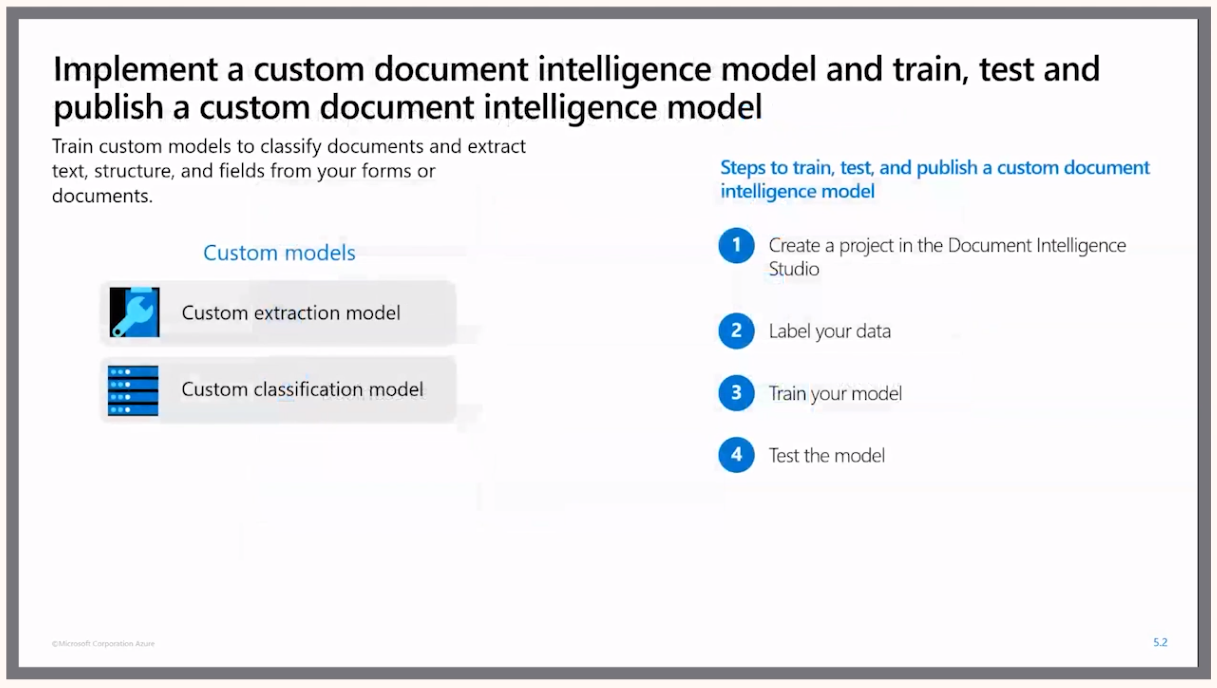 Implement a custom document intelligence model and train, test and
publish a custom document intelligence model
Train custom models to classify documents and extract
text, structure, and fields from your forms or
documents.
Custom models
Custom extraction model
Custom classification model
Steps to train, test, and publish a custom document
intelligence model
1 Create a project in the Document Intelligence
Studio
2 Label your data
3 Train your model
4 Test the model
©Microsoft Corporation Azure
5.2